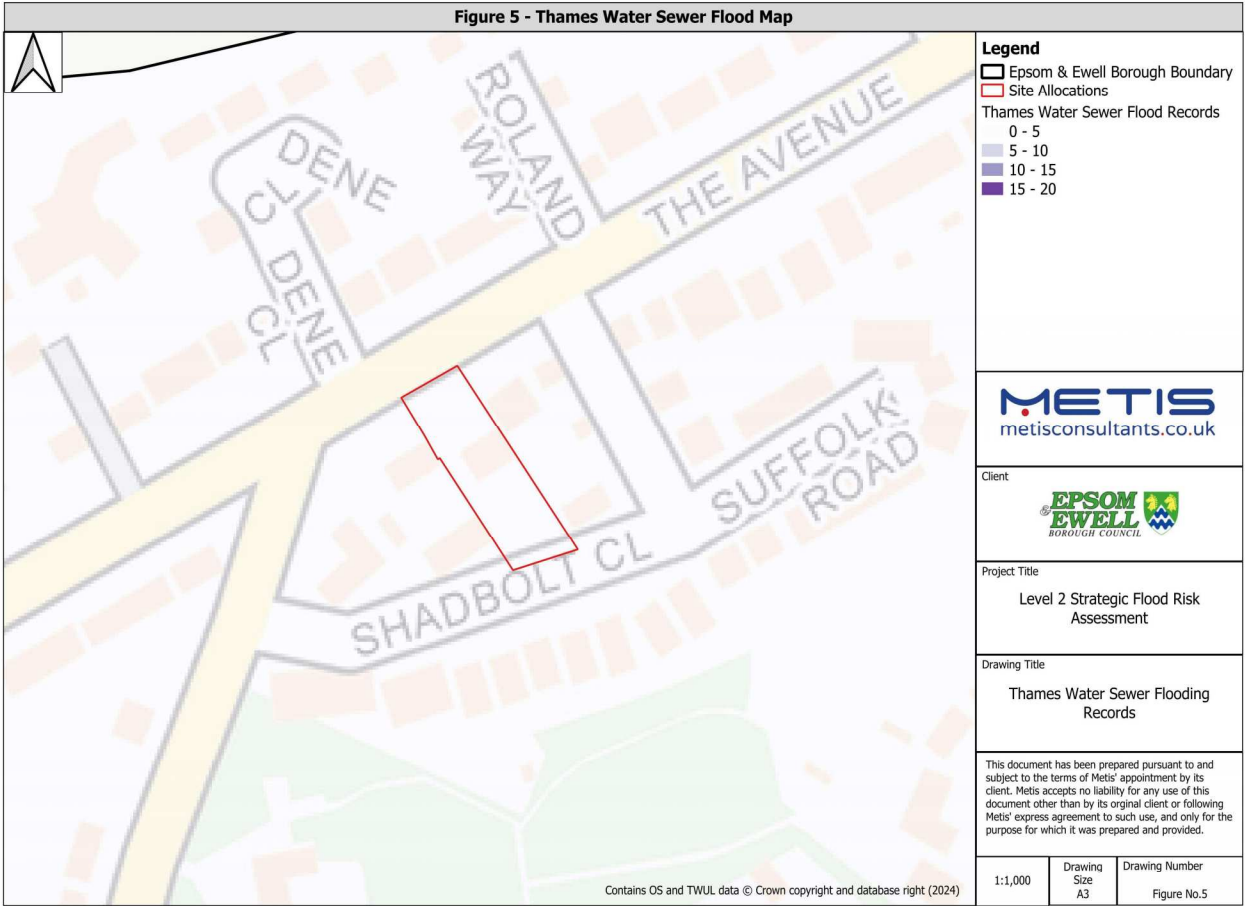 Figure 5 - Thames Water Sewer Flood Map
Legend
Epsom & Ewell Borough Boundary
Site Allocations
Thames Water Sewer Flood Records
0 - 5
5 - 10
10 - 15
15 - 20
ROLAND
WAY
DENE
CL
THE AVENUE
DENE
CL
SUFFOLK
ROAD
SHADBOLT CL
METIS
metisconsultants.co.uk
Client
EPSOM
& EWELL
BOROUGH COUNCIL
Project Title
Level 2 Strategic Flood Risk
Assessment
Drawing Title
Thames Water Sewer Flooding
Records
This document has been prepared pursuant to and
subject to the terms of Metis' appointment by its
client. Metis accepts no liability for any use of this
document other than by its orginal client or following
Metis' express agreement to such use, and only for the
purpose for which it was prepared and provided.
1:1,000
Drawing
Size
A3
Drawing Number
Figure No.5
Contains OS and TWUL data © Crown copyright and database right (2024)